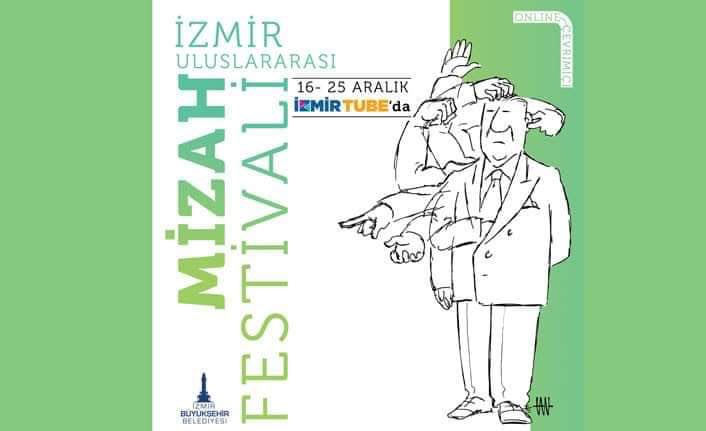 İZMİR
ULUSLARARASI
MİZAH
FESTİVALİ
16- 25 ARALIK
İZMİRTUBE'da
ONLINE
ÇEVRİMİÇİ
İZMİR
BÜYÜKŞEHİR
BELEDİYESİ